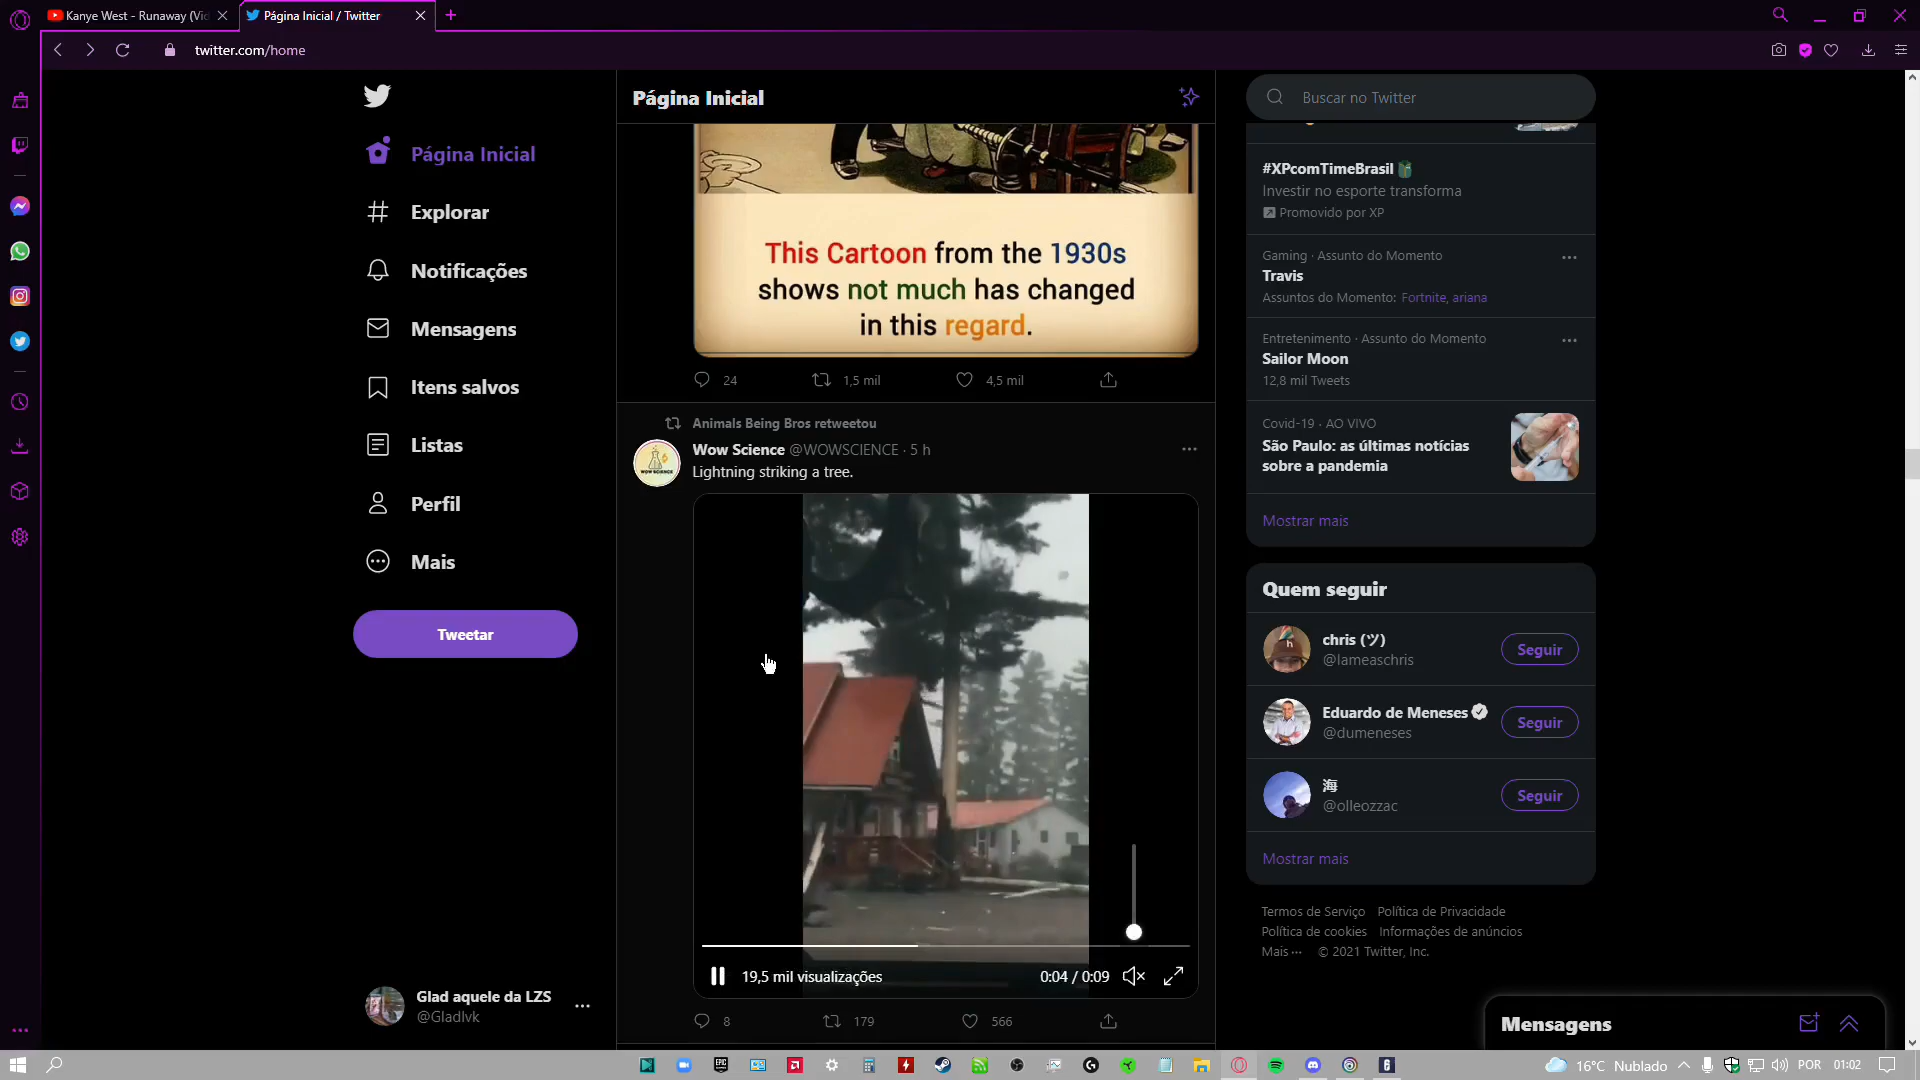 Kanye West - Runaway (Vi
Página Inicial / Twitter
twitter.com/home
Página Inicial
Explorar
Notificações
Mensagens
Itens salvos
Listas
Perfil
Mais
Tweetar
Glad aquele da LZS
@Gladlvk
Página Inicial
This Cartoon from the 1930s
shows not much has changed
in this regard.
24
1,5 mil
4,5 mil
Animals Being Bros retweetou
Wow Science @WOWSCIENCE · 5 h
Lightning striking a tree.
19,5 mil visualizações
0:04 / 0:09
8
179
566
Buscar no Twitter
#XPcomTimeBrasil
Investir no esporte transforma
Promovido por XP
Gaming · Assunto do Momento
Travis
Assuntos do Momento: Fortnite, ariana
Entretenimento · Assunto do Momento
Sailor Moon
12,8 mil Tweets
Covid-19 · AO VIVO
São Paulo: as últimas notícias
sobre a pandemia
Mostrar mais
Quem seguir
chris (ツ)
@lameaschris
Seguir
Eduardo de Meneses
@dumeneses
Seguir
海
@olleozzac
Seguir
Mostrar mais
Termos de Serviço Política de Privacidade
Política de cookies Informações de anúncios
Mais ··· © 2021 Twitter, Inc.
Mensagens
16°C Nublado
POR
01:02